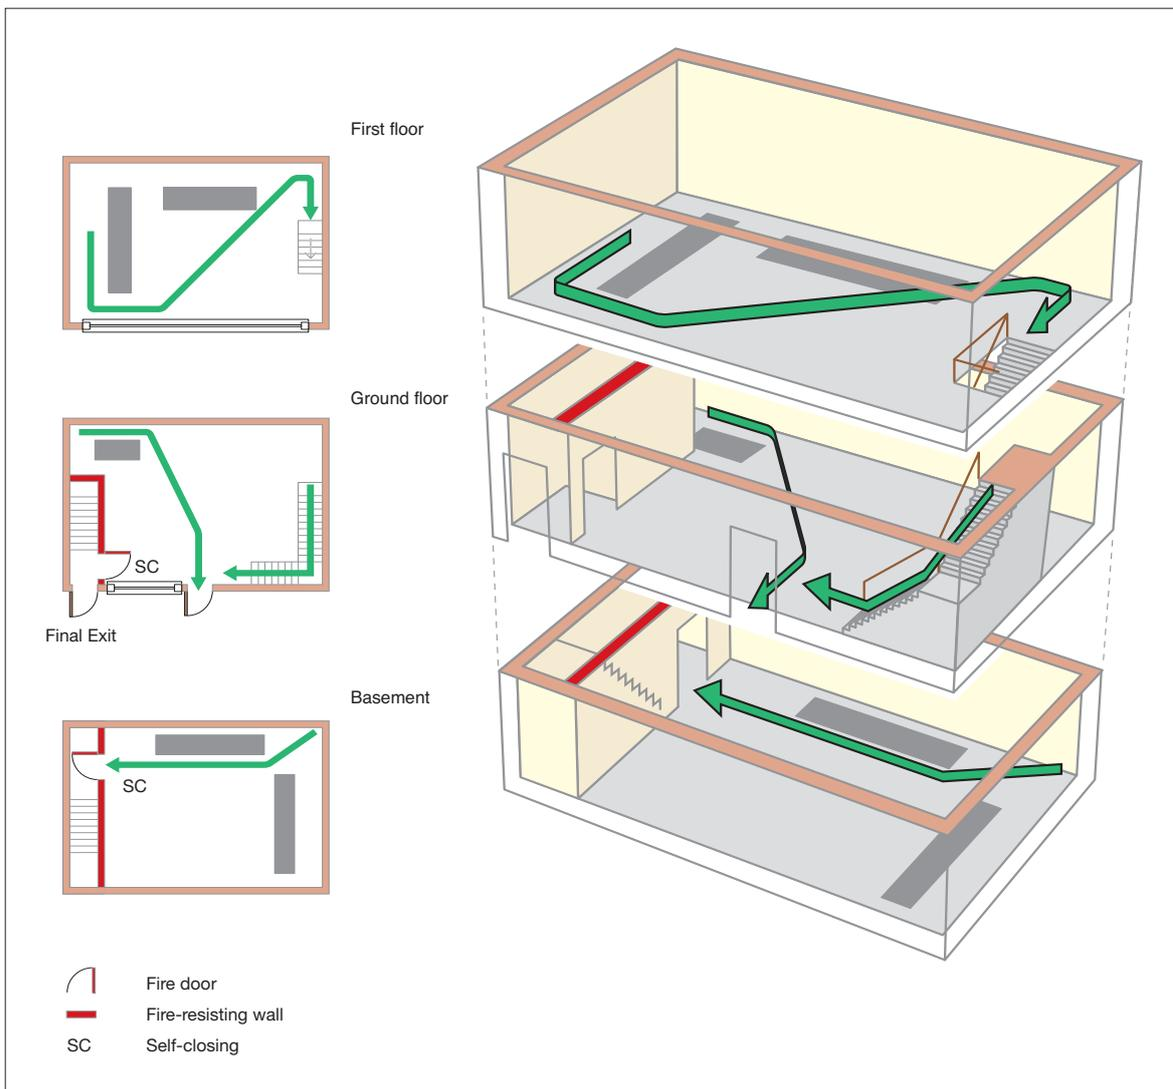 First floor
Ground floor
SC
Final Exit
Basement
SC
Fire door
Fire-resisting wall
SC Self-closing